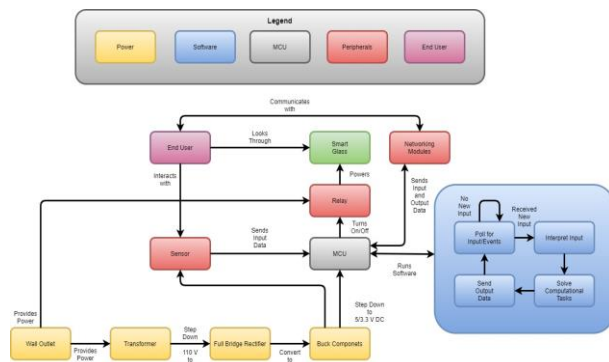 Legend
Power
Software
MCU
Peripherals
End User
Communicates
with
End User
Looks
Through
Smart
Glass
Networking
Modules
Interacts
with
Powers
Sends
Input
and
Output
Data
Relay
Turns
On/Off
Sensor
Sends
Input
Data
MCU
Runs
Software
No
New
Input
Received
New
Input
Poll for
Input/Events
Interpret Input
Send
Output
Data
Solve
Computational
Tasks
Provides
Power
Step Down
to
5/3.3 V DC
Wall Outlet
Provides
Power
Transformer
Step
Down
110 V to
Full Bridge Rectifier
Convert to
Buck Componets